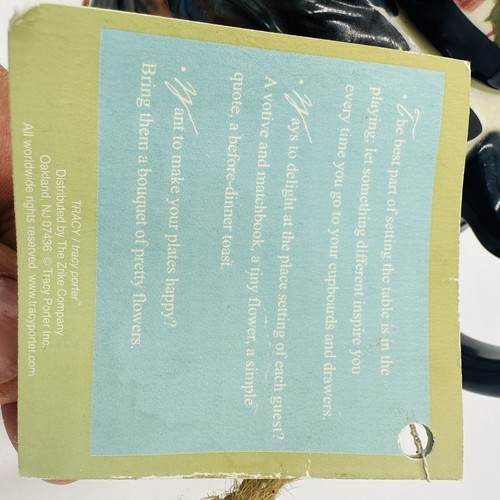 • The best part of setting the table is in the
playing: let something different inspire you
every time you go to your cupboards and drawers.
• Ways to delight at the place setting of each guest?
A votive and matchbook, a tiny flower, a simple
quote, a before-dinner toast.
• Want to make your plates happy?
Bring them a bouquet of pretty flowers.
TRACY / tracy porter™
Distributed by The Zrike Company
Oakland, NJ 07436 © Tracy Porter Inc.
All worldwide rights reserved www.tracyporter.com